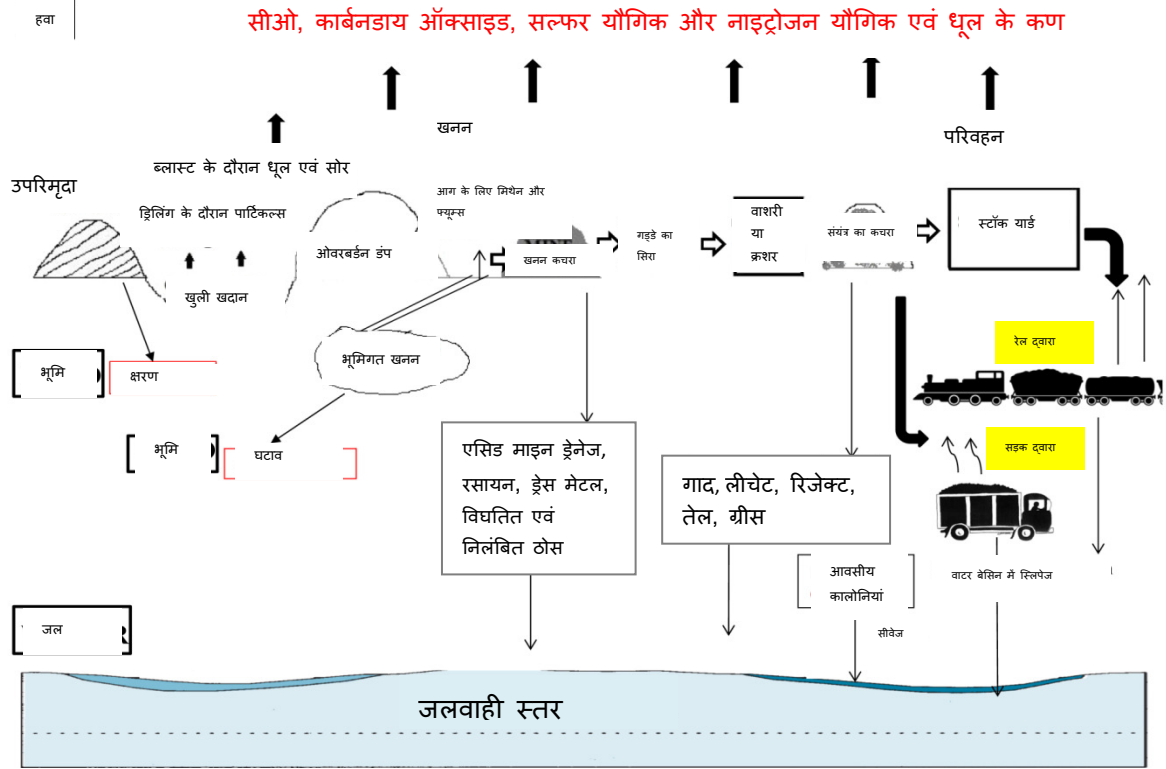 हवा
सीओ, कार्बनडाय ऑक्साइड, सल्फर यौगिक और नाइट्रोजन यौगिक एवं धूल के कण
खनन
परिवहन
ब्लास्ट के दौरान धूल एवं सोर
उपरिमृदा
ड्रिलिंग के दौरान पार्टिकल्स
आग के लिए मिथेन और
फ्यूम्स
ओवरबर्डन डंप
खनन कचरा
गड्डे का
सिरा
वाशरी
या
क्रशर
संयंत्र का कचरा
स्टॉक यार्ड
खुली खदान
भूमिगत खनन
रेल द्वारा
भूमि
क्षरण
भूमि
घटाव
सड़क द्वारा
एसिड माइन ड्रेनेज,
रसायन, ड्रेस मेटल,
विघतित एवं
निलंबित ठोस
गाद, लीचेट, रिजेक्ट,
तेल, ग्रीस
आवसीय
कालोनियां
वाटर बेसिन में स्लिपेज
सीवेज
जल
जलवाही स्तर